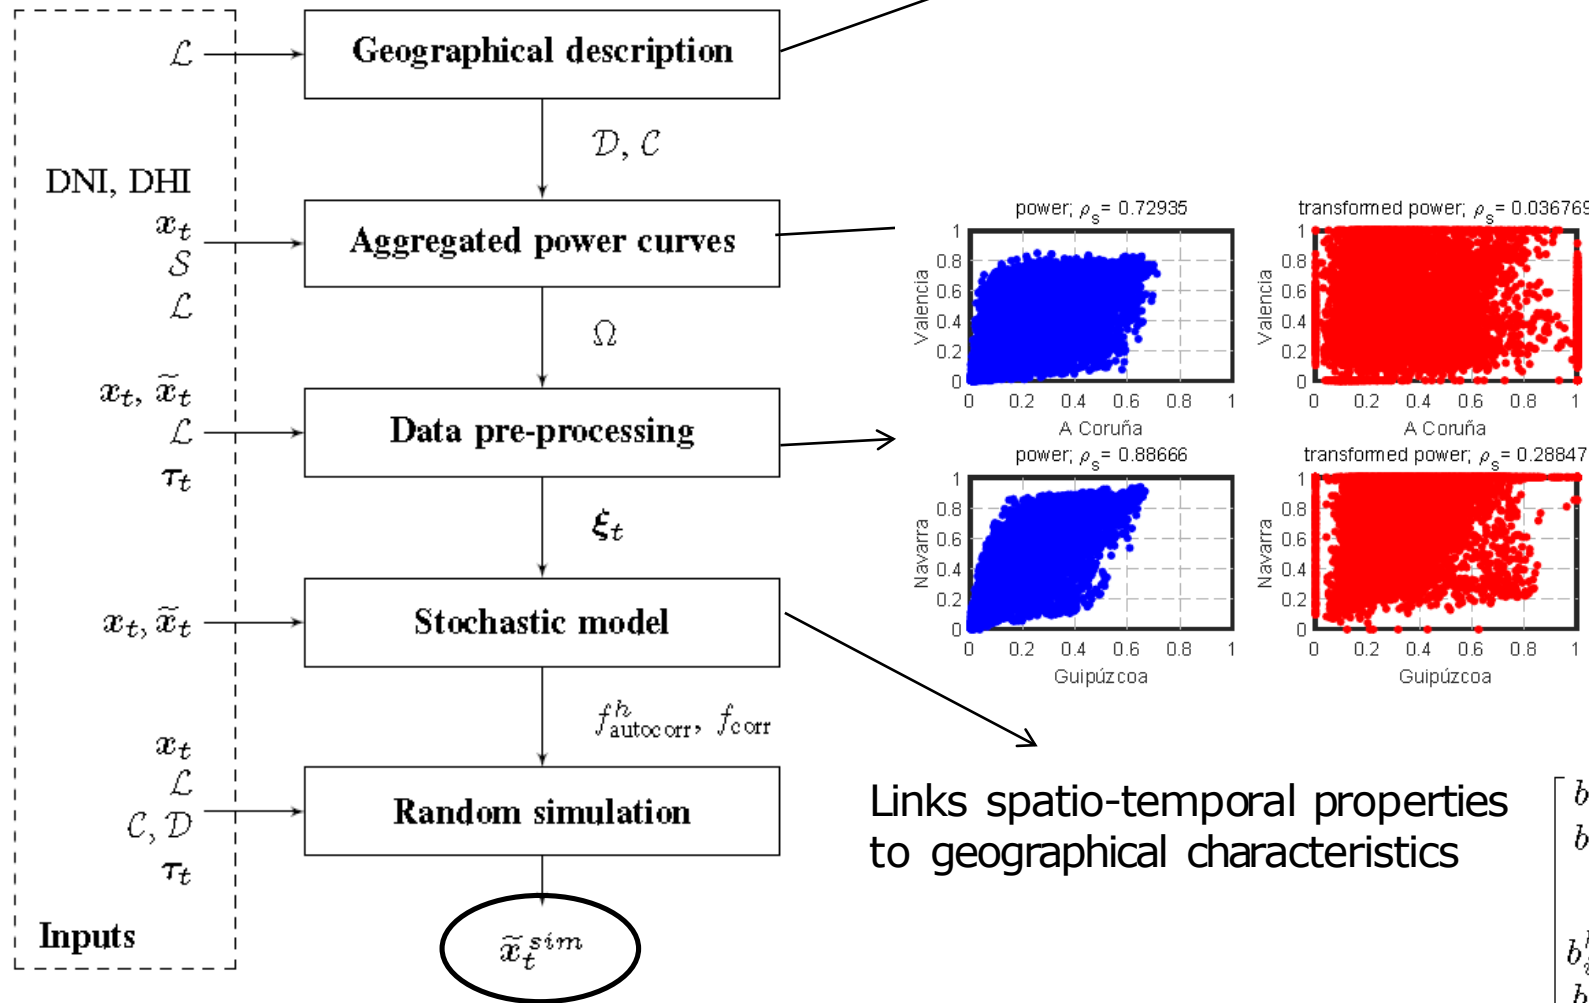 ℒ
Geographical description
𝒟, 𝒞
DNI, DHI
x_t
𝒮
ℒ
Aggregated power curves
Ω
x_t, x̃_t
ℒ
τ_t
Data pre-processing
ξ_t
x_t, x̃_t
Stochastic model
f^h_autocorr, f_corr
x_t
ℒ
𝒞, 𝒟
τ_t
Random simulation
Inputs
x̃_t^sim
power; ρ_s= 0.72935
1
0.8
0.6
0.4
0.2
0
Valencia
0 0.2 0.4 0.6 0.8 1
A Coruña
transformed power; ρ_s= 0.036769
1
0.8
0.6
0.4
0.2
0
Valencia
0 0.2 0.4 0.6 0.8 1
A Coruña
power; ρ_s= 0.88666
1
0.8
0.6
0.4
0.2
0
Navarra
0 0.2 0.4 0.6 0.8 1
Guipúzcoa
transformed power; ρ_s= 0.28847
1
0.8
0.6
0.4
0.2
0
Navarra
0 0.2 0.4 0.6 0.8 1
Guipúzcoa
Links spatio-temporal properties
to geographical characteristics
b
b
b